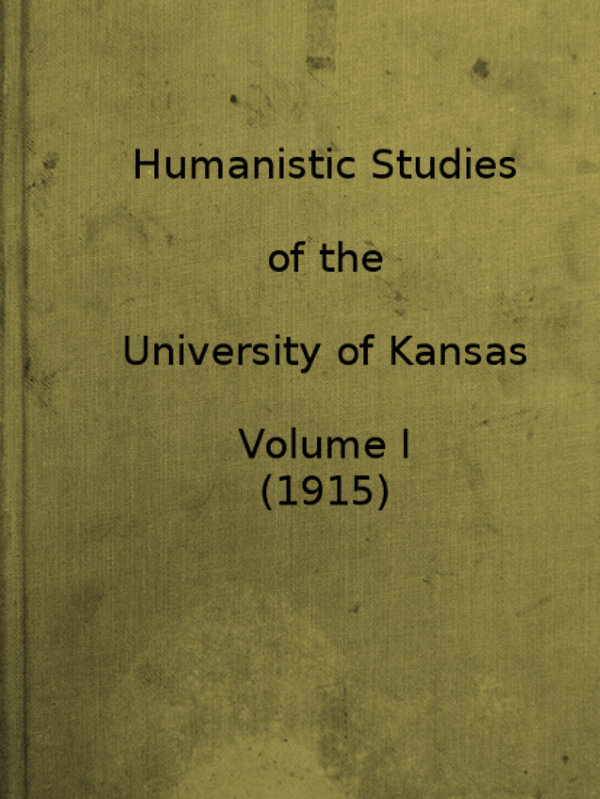 Humanistic Studies
of the
University of Kansas
Volume I
(1915)